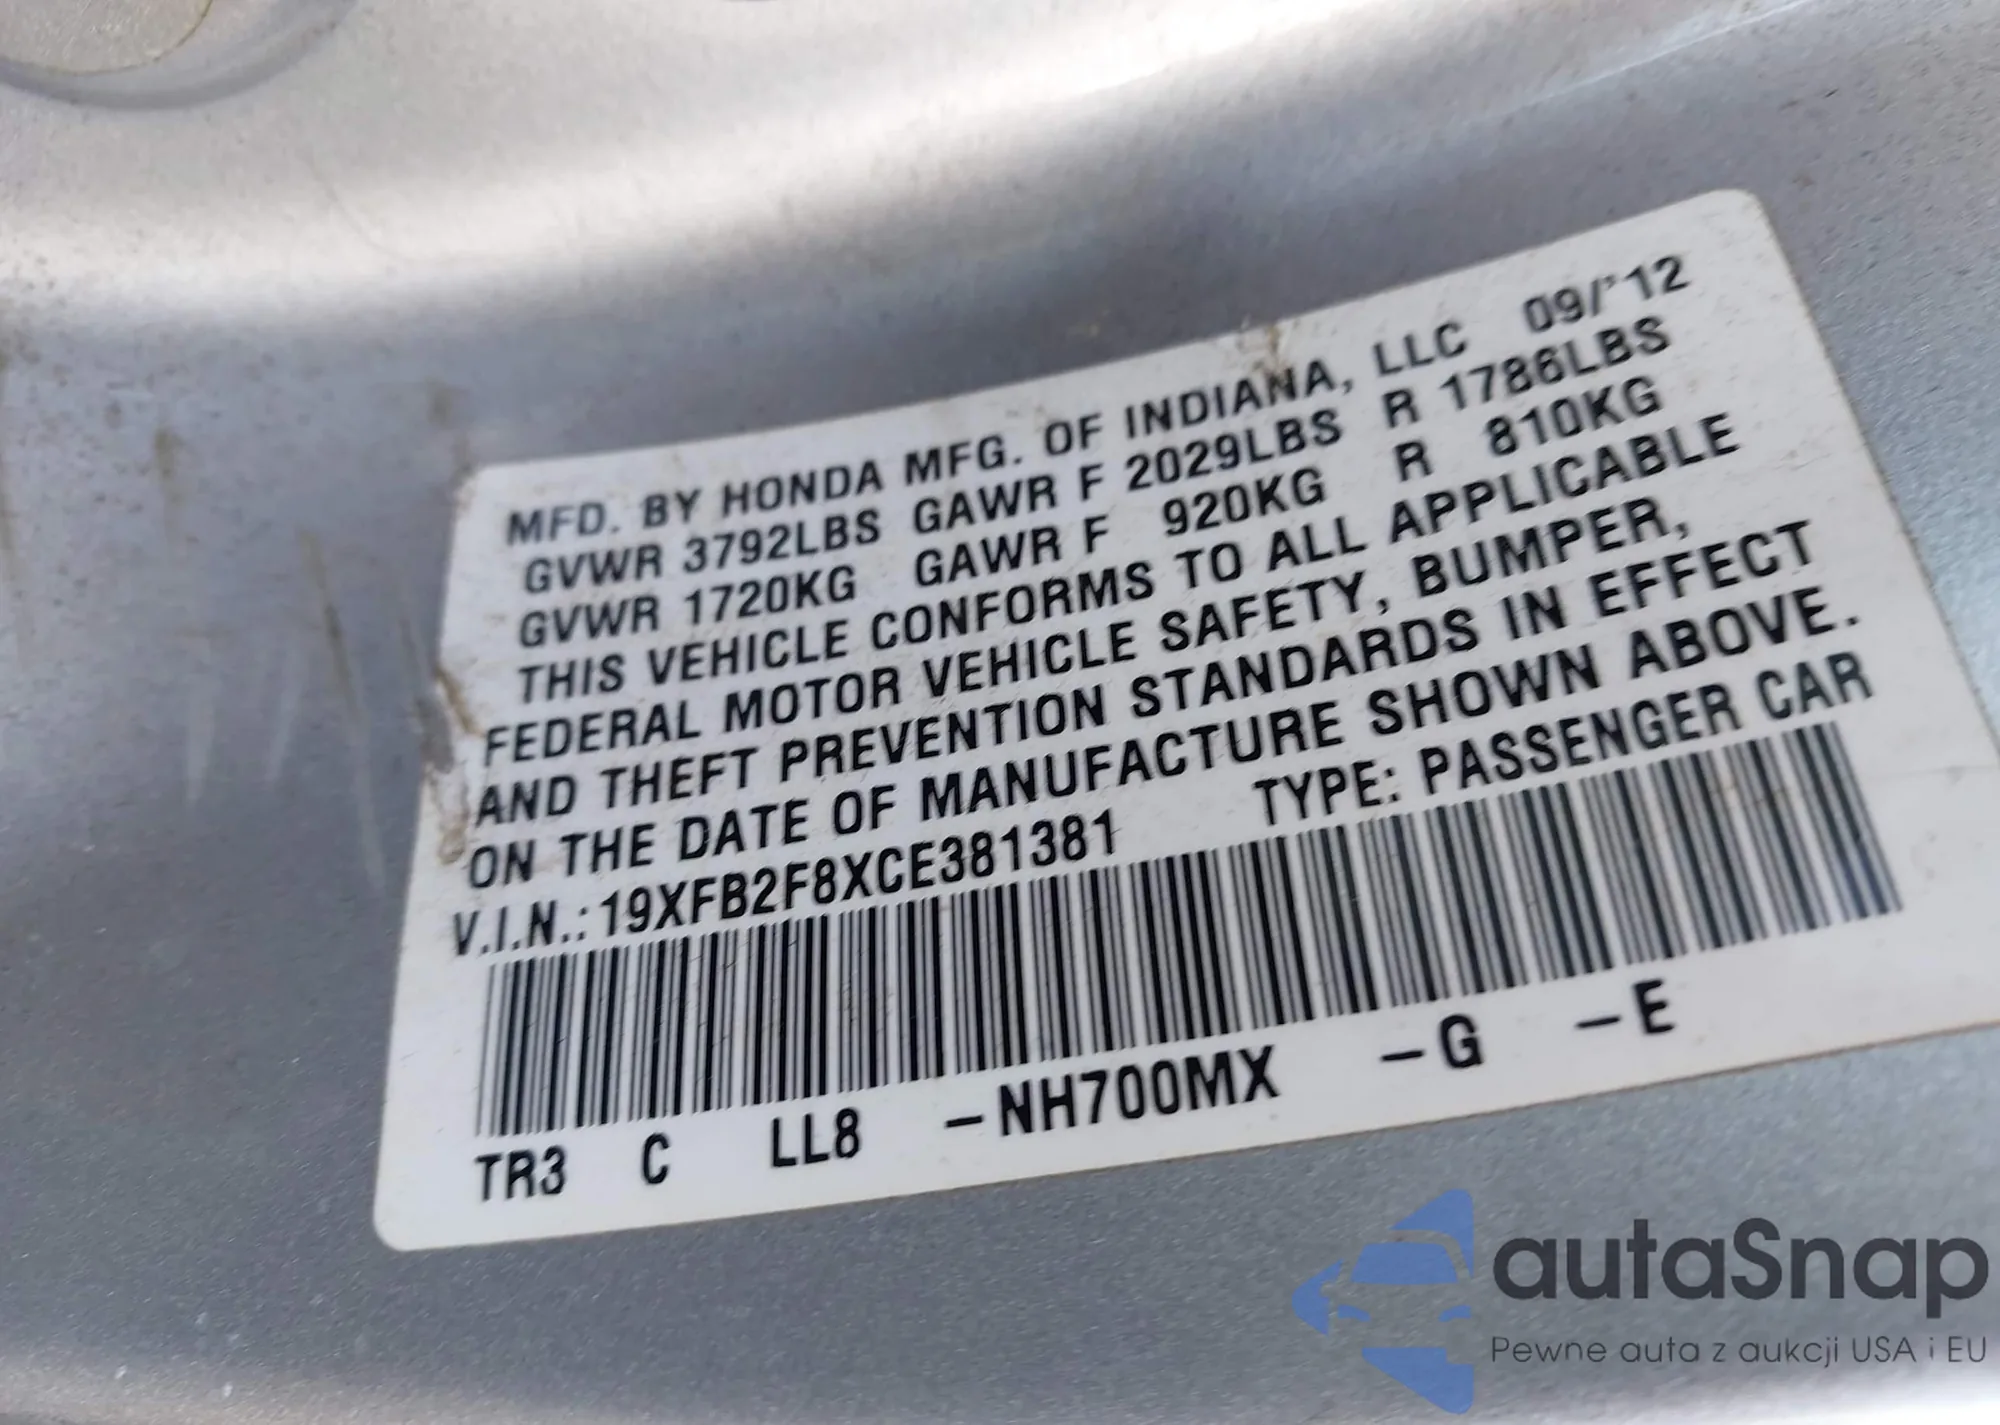 MFD. BY HONDA MFG. OF INDIANA, LLC 09/'12
GVWR 3792LBS GAWR F 2029LBS R 1786LBS
GVWR 1720KG GAWR F 920KG R 810KG
THIS VEHICLE CONFORMS TO ALL APPLICABLE
FEDERAL MOTOR VEHICLE SAFETY, BUMPER,
AND THEFT PREVENTION STANDARDS IN EFFECT
ON THE DATE OF MANUFACTURE SHOWN ABOVE.
V.I.N.:19XFB2F8XCE381381 TYPE: PASSENGER CAR
TR3 C LL8 –NH700MX –G –E
autaSnap
Pewne auta z aukcji USA i EU